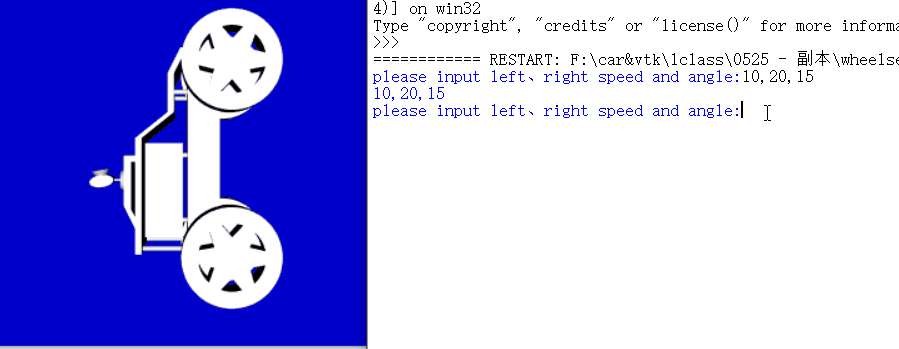 4)] on win32
Type "copyright", "credits" or "license()" for more informa
>>>
============ RESTART: F:\car&vtk\lclass\0525 - 副本\wheelse
please input left、right speed and angle:10,20,15
10,20,15
please input left、right speed and angle: